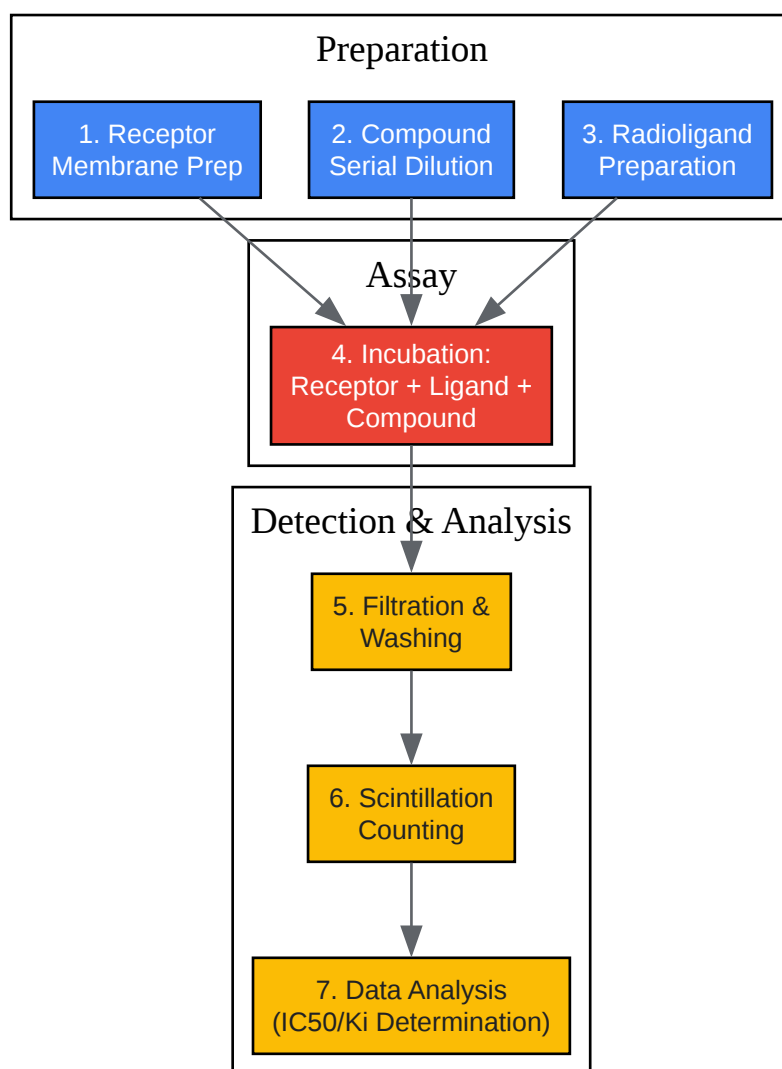 Preparation
1. Receptor
Membrane Prep
2. Compound
Serial Dilution
3. Radioligand
Preparation
Assay
4. Incubation:
Receptor + Ligand +
Compound
Detection & Analysis
5. Filtration &
Washing
6. Scintillation
Counting
7. Data Analysis
(IC50/Ki Determination)